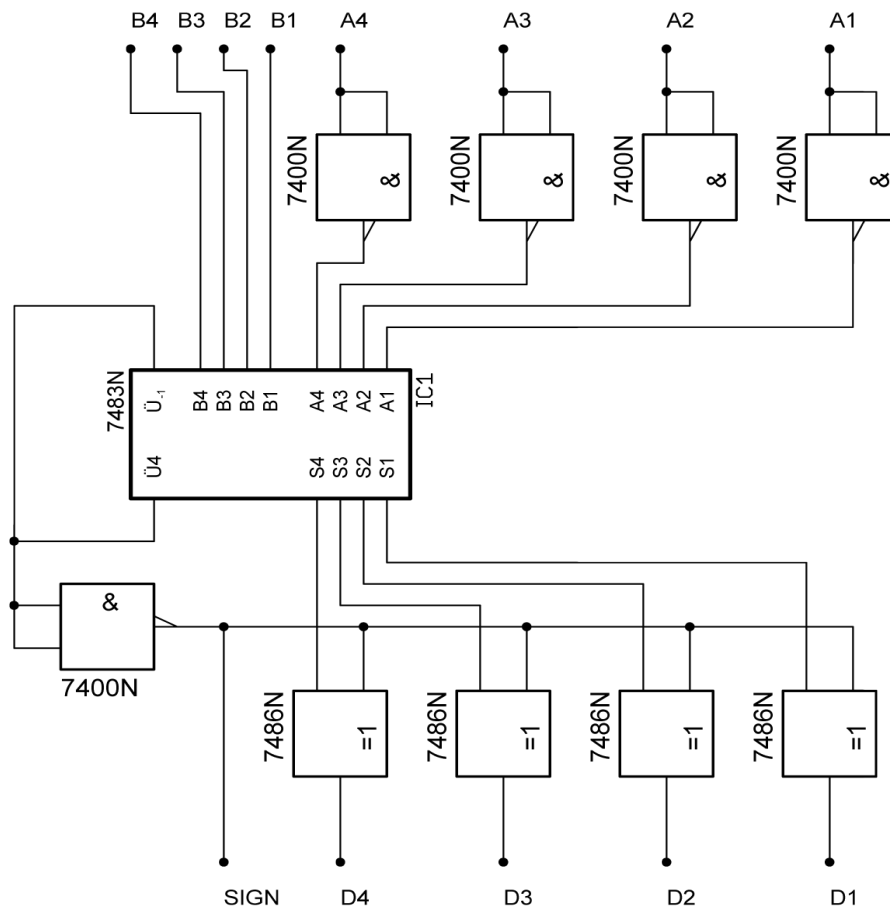 B4 B3 B2 B1 A4 A3 A2 A1
7400N & 7400N & 7400N & 7400N &
7483N Ü-1 B4 B3 B2 B1 A4 A3 A2 A1 IC1
Ü4 S4 S3 S2 S1
&
7400N
7486N =1 7486N =1 7486N =1 7486N =1
SIGN D4 D3 D2 D1